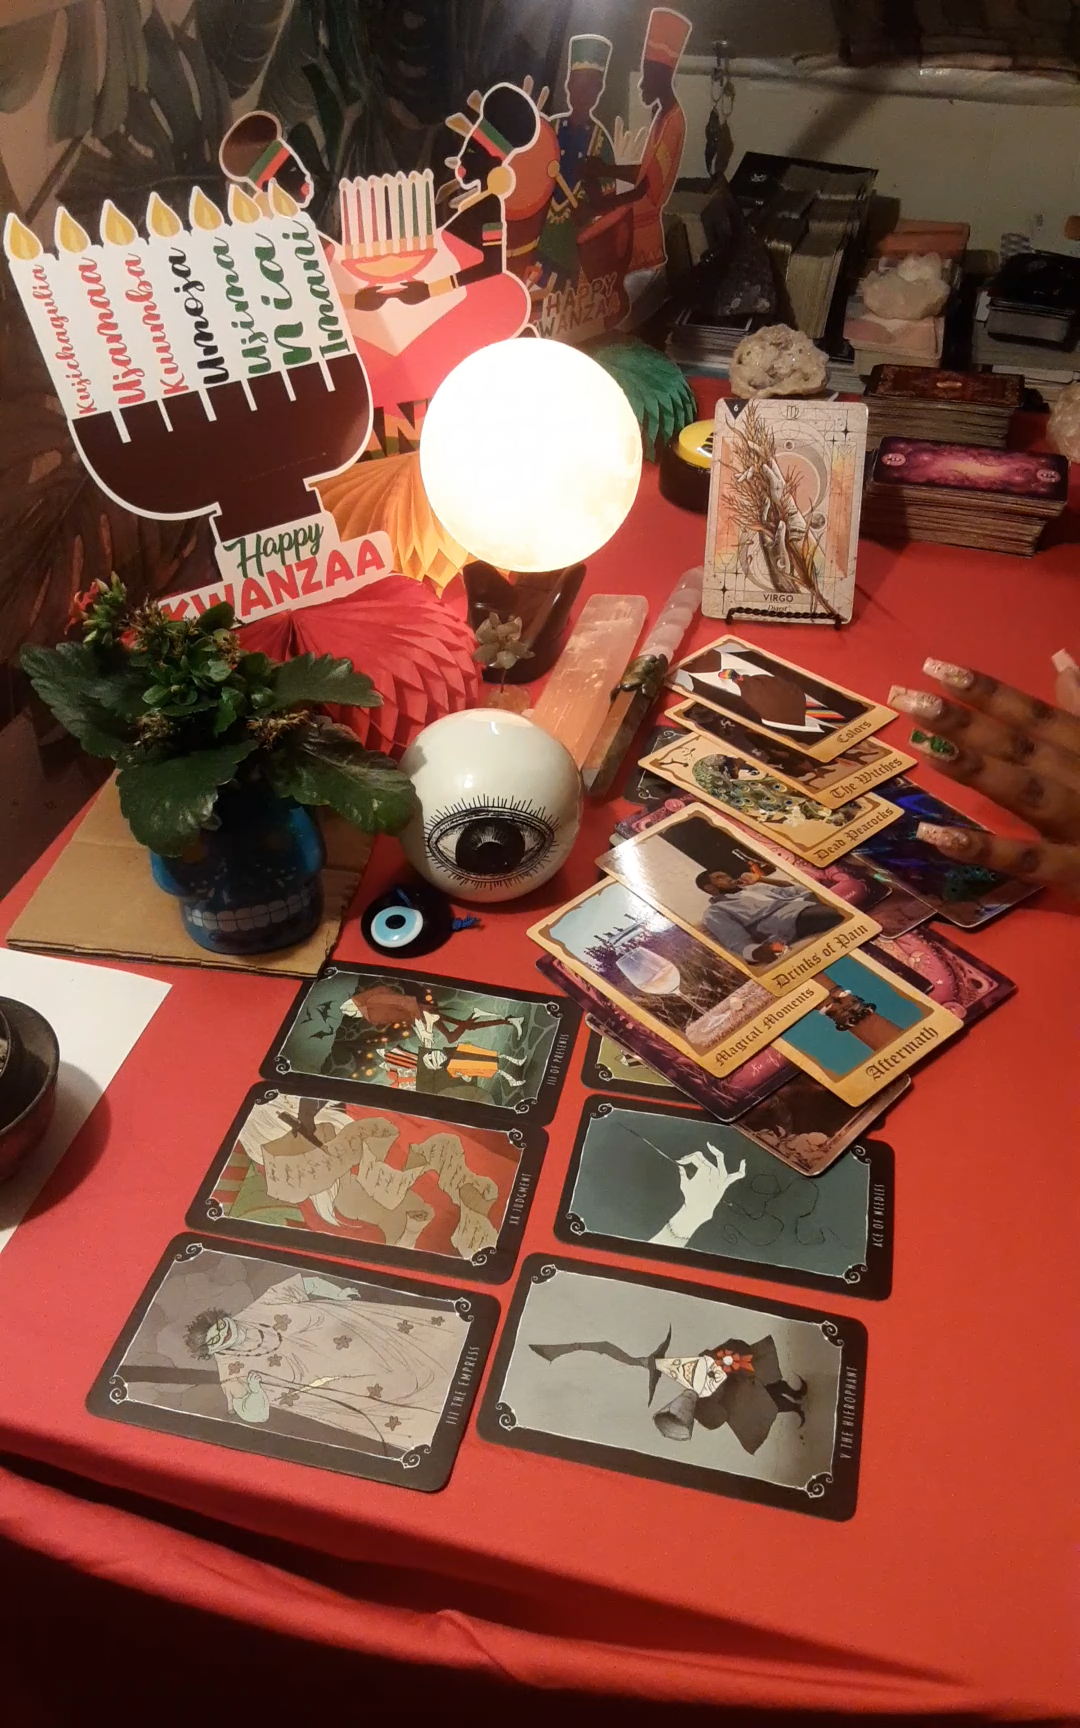 Kujichagulia
Ujamaa
Kuumba
Umoja
Ujima
Nia
Imani
Happy
KWANZAA
HAPPY
KWANZAA
6
VIRGO
Colors
The Witches
Dead Peacocks
Drinks of Pain
Magical Moments
Aftermath
III OF PRESENTS
XX JUDGMENT
ACE OF NEEDLES
III THE EMPRESS
V THE HIEROPHANT